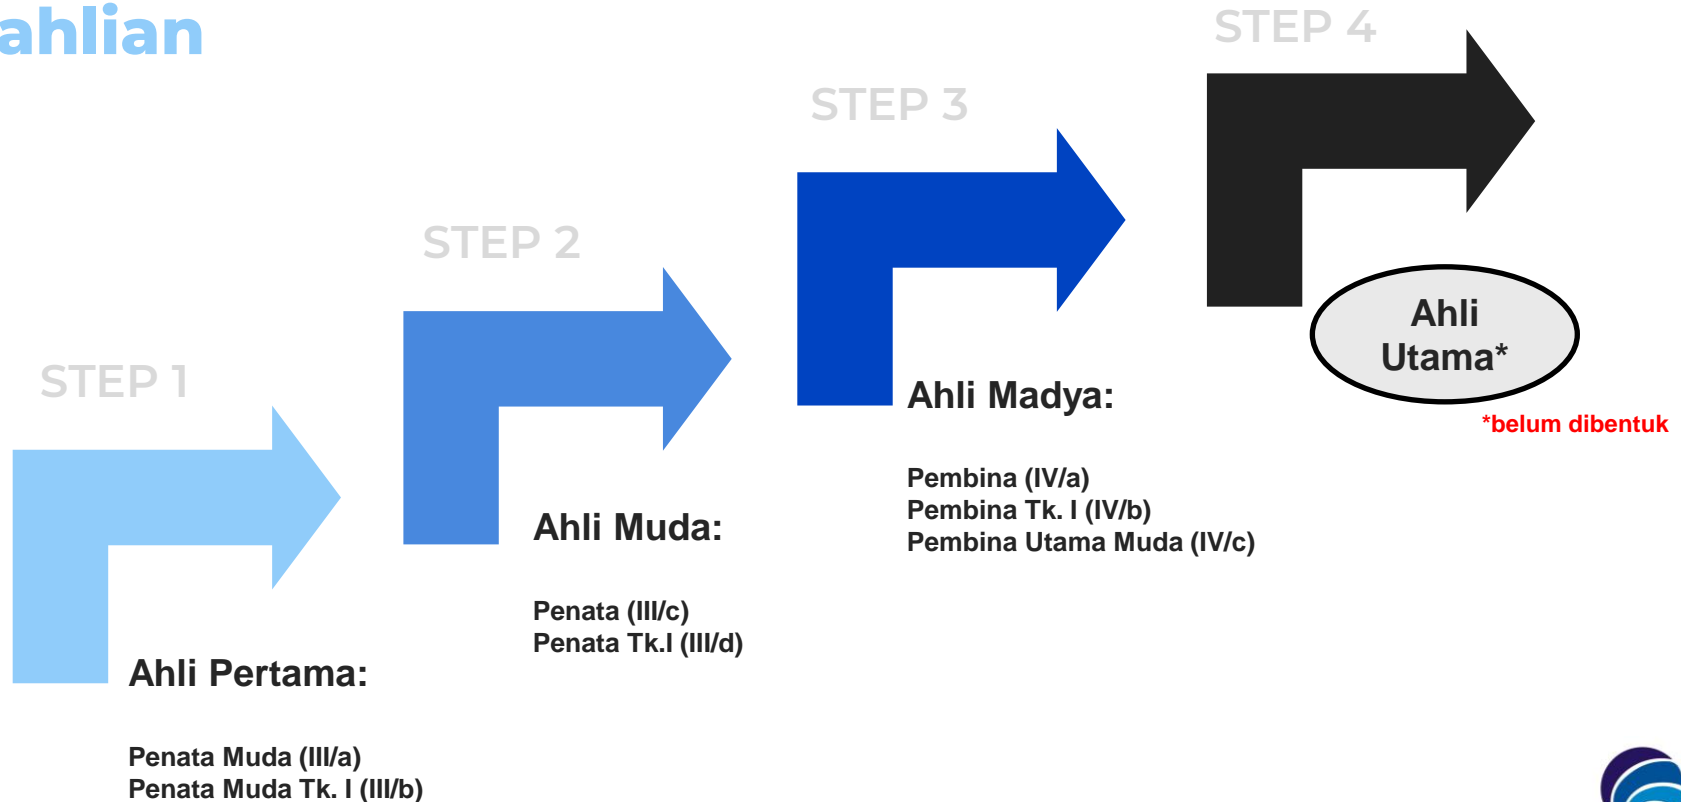 ahlian
STEP 1
Ahli Pertama:
Penata Muda (III/a)
Penata Muda Tk. I (III/b)
STEP 2
Ahli Muda:
Penata (III/c)
Penata Tk.I (III/d)
STEP 3
Ahli Madya:
Pembina (IV/a)
Pembina Tk. I (IV/b)
Pembina Utama Muda (IV/c)
STEP 4
Ahli
Utama*
*belum dibentuk